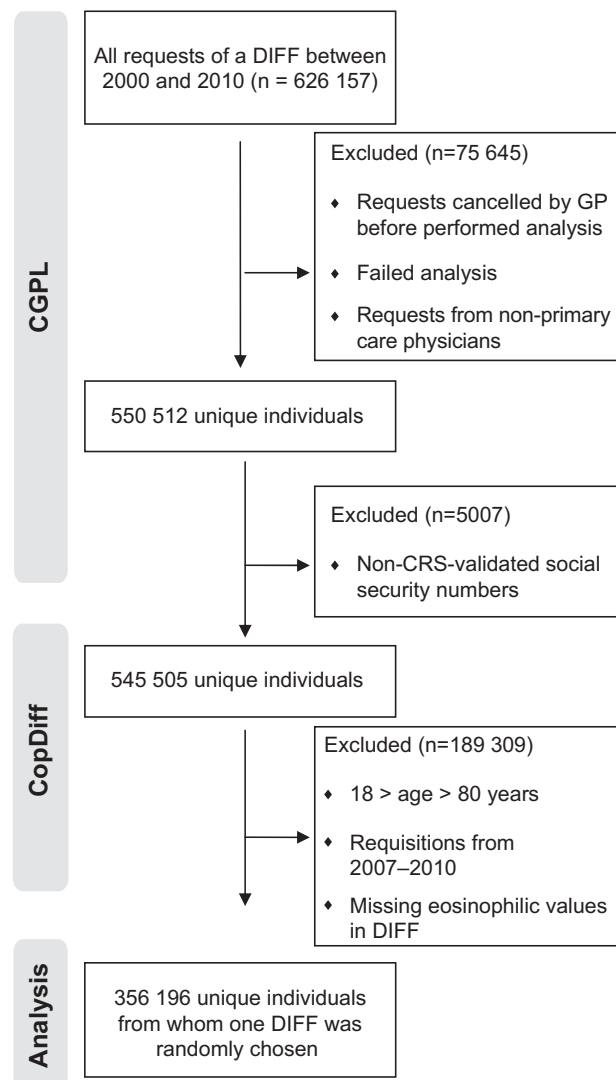 All requests of a DIFF between
2000 and 2010 (n = 626 157)
Excluded (n=75 645)
♦ Requests cancelled by GP
before performed analysis
♦ Failed analysis
♦ Requests from non-primary
care physicians
CGPL
550 512 unique individuals
Excluded (n=5007)
♦ Non-CRS-validated social
security numbers
545 505 unique individuals
CopDiff
Excluded (n=189 309)
♦ 18 > age > 80 years
♦ Requisitions from
2007–2010
♦ Missing eosinophilic values
in DIFF
Analysis
356 196 unique individuals
from whom one DIFF was
randomly chosen